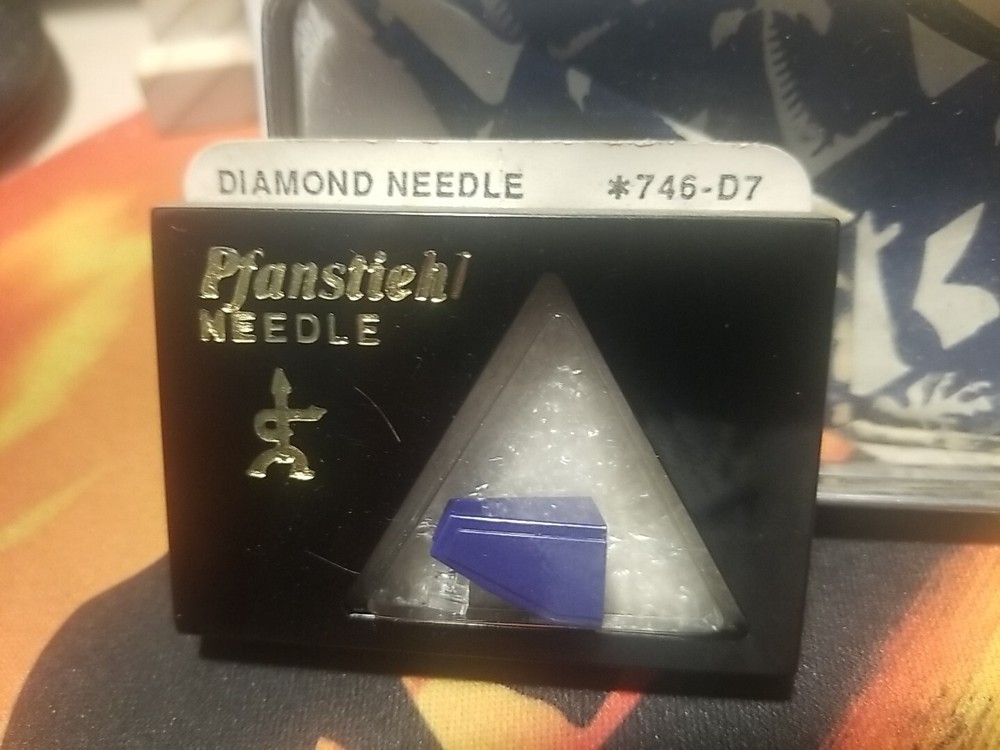 DIAMOND NEEDLE *746-D7
Pfanstiehl
NEEDLE